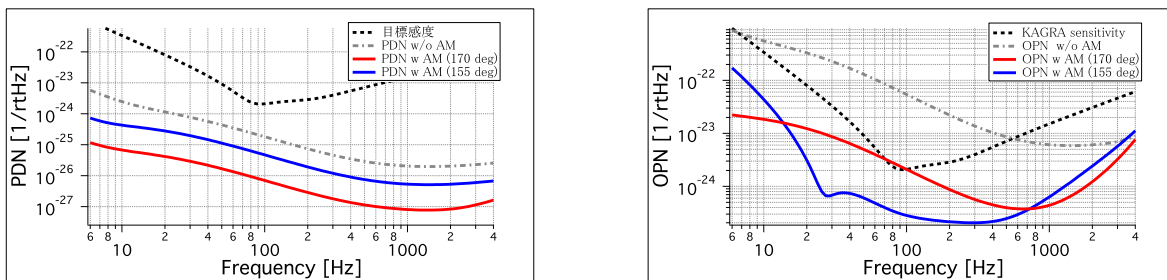 目標感度
PDN w/o AM
PDN w AM (170 deg)
PDN w AM (155 deg)
PDN [1/rtHz]
10-22
10-23
10-24
10-25
10-26
10-27
6 8 10 2 4 6 8 100 2 4 6 8 1000 2 4
Frequency [Hz]
KAGRA sensitivity
OPN w/o AM
OPN w AM (170 deg)
OPN w AM (155 deg)
OPN [1/rtHz]
10-22
10-23
10-24
6 8 10 2 4 6 8 100 2 4 6 8 1000 2 4
Frequency [Hz]